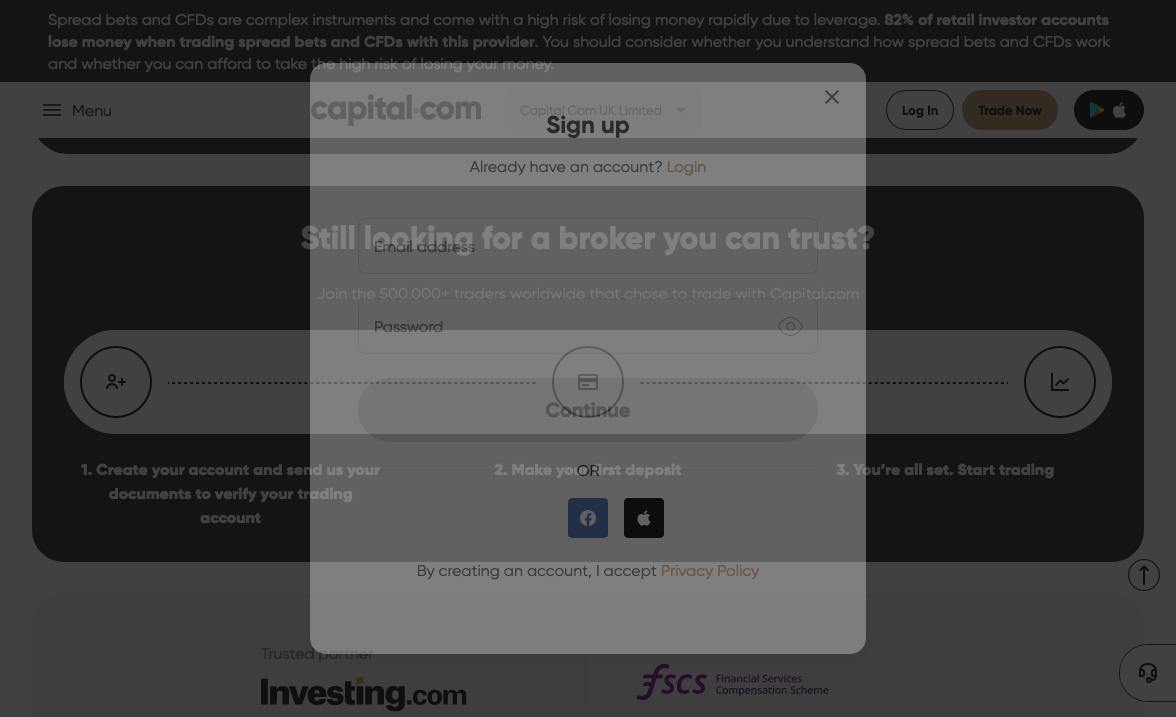 Spread bets and CFDs are complex instruments and come with a high risk of losing money rapidly due to leverage. 82% of retail investor accounts
lose money when trading spread bets and CFDs with this provider. You should consider whether you understand how spread bets and CFDs work
and whether you can afford to take the high risk of losing your money.
Menu
capital.com
Capital Com UK Limited
Log In
Trade Now
Sign up
Already have an account? Login
Still looking for a broker you can trust?
Email address
Join the 500.000+ traders worldwide that chose to trade with Capital.com
Password
Continue
1. Create your account and send us your
documents to verify your trading
account
2. Make your first deposit
OR
3. You're all set. Start trading
By creating an account, I accept Privacy Policy
Trusted partner
Investing.com
FSCS Financial Services
Compensation Scheme